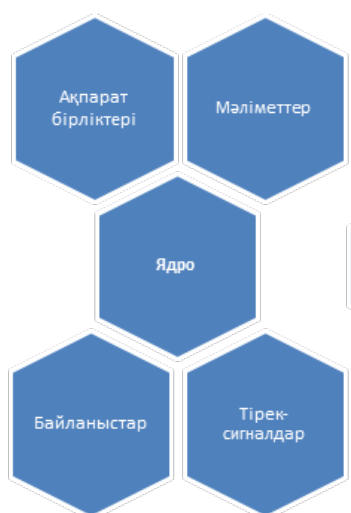 Ақпарат
бірліктері
Мәліметтер
Ядро
Байланыстар
Тірек-
сигналдар